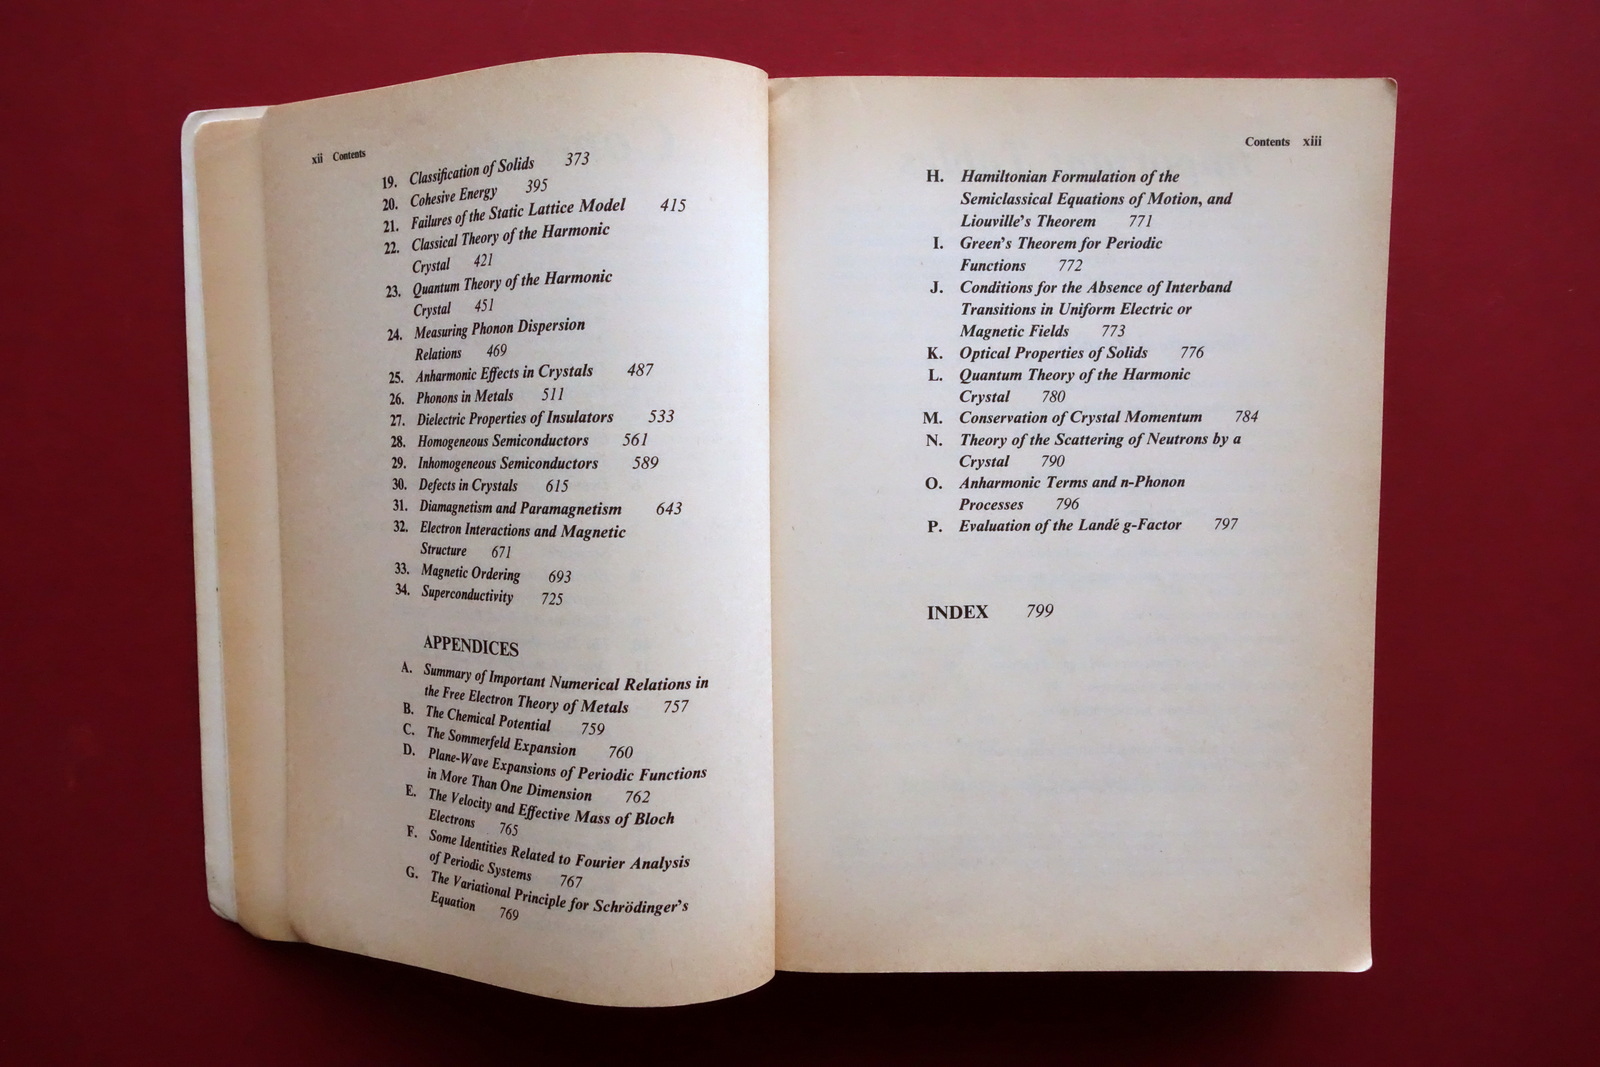 xii Contents
19. Classification of Solids 373
20. Cohesive Energy 395
21. Failures of the Static Lattice Model 415
22. Classical Theory of the Harmonic
Crystal 421
23. Quantum Theory of the Harmonic
Crystal 451
24. Measuring Phonon Dispersion
Relations 469
25. Anharmonic Effects in Crystals 487
26. Phonons in Metals 511
27. Dielectric Properties of Insulators 533
28. Homogeneous Semiconductors 561
29. Inhomogeneous Semiconductors 589
30. Defects in Crystals 615
31. Diamagnetism and Paramagnetism 643
32. Electron Interactions and Magnetic
Structure 671
33. Magnetic Ordering 693
34. Superconductivity 725
APPENDICES
A. Summary of Important Numerical Relations in
the Free Electron Theory of Metals 757
B. The Chemical Potential 759
C. The Sommerfeld Expansion 760
D. Plane-Wave Expansions of Periodic Functions
in More Than One Dimension 762
E. The Velocity and Effective Mass of Bloch
Electrons 765
F. Some Identities Related to Fourier Analysis
of Periodic Systems 767
G. The Variational Principle for Schrödinger's
Equation 769
Contents xiii
H. Hamiltonian Formulation of the
Semiclassical Equations of Motion, and
Liouville's Theorem 771
I. Green's Theorem for Periodic
Functions 772
J. Conditions for the Absence of Interband
Transitions in Uniform Electric or
Magnetic Fields 773
K. Optical Properties of Solids 776
L. Quantum Theory of the Harmonic
Crystal 780
M. Conservation of Crystal Momentum 784
N. Theory of the Scattering of Neutrons by a
Crystal 790
O. Anharmonic Terms and n-Phonon
Processes 796
P. Evaluation of the Landé g-Factor 797
INDEX 799